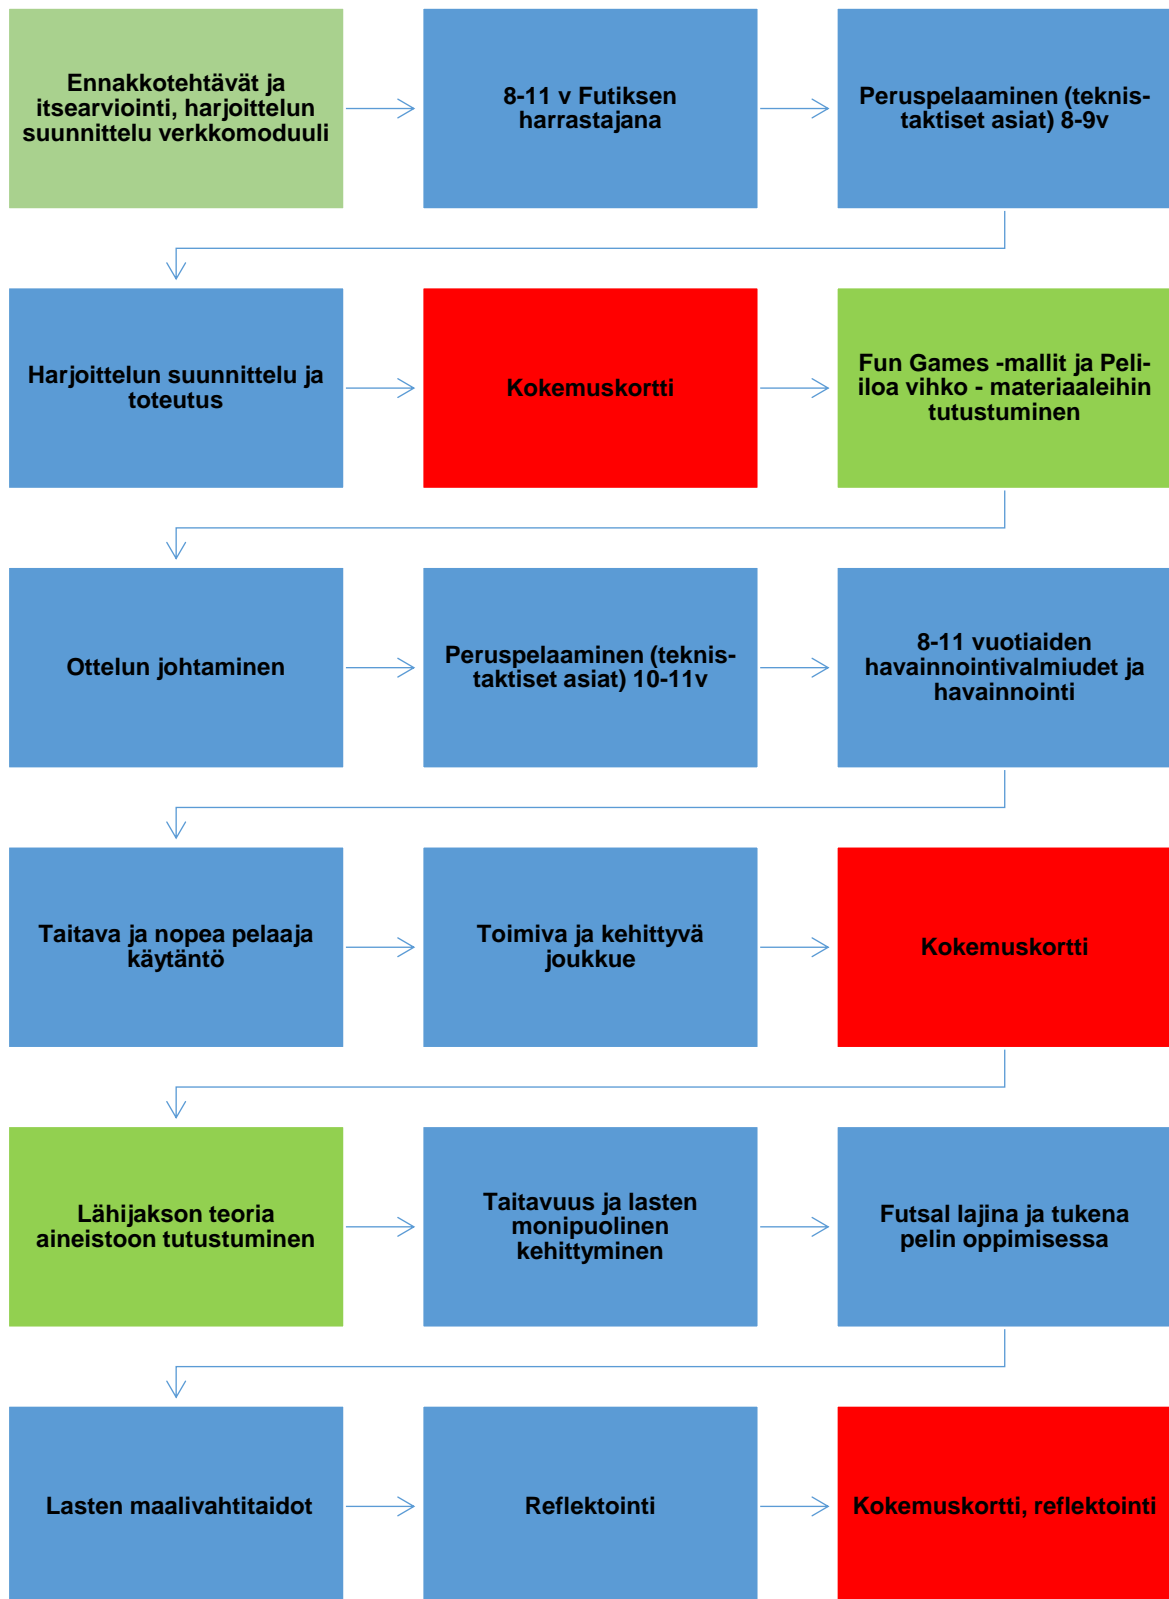 Ennakkotehtävät ja
itsearviointi, harjoittelun
suunnittelu verkkomoduuli
8-11 v Futiksen
harrastajana
Peruspelaaminen (teknis-
taktiset asiat) 8-9v
Harjoittelun suunnittelu ja
toteutus
Kokemuskortti
Fun Games -mallit ja Peli-
iloa vihko - materiaaleihin
tutustuminen
Ottelun johtaminen
Peruspelaaminen (teknis-
taktiset asiat) 10-11v
8-11 vuotiaiden
havainnointivalmiudet ja
havainnointi
Taitava ja nopea pelaaja
käytäntö
Toimiva ja kehittyvä
joukkue
Kokemuskortti
Lähijakson teoria
aineistoon tutustuminen
Taitavuus ja lasten
monipuolinen
kehittyminen
Futsal lajina ja tukena
pelin oppimisessa
Lasten maalivahtitaidot
Reflektointi
Kokemuskortti, reflektointi